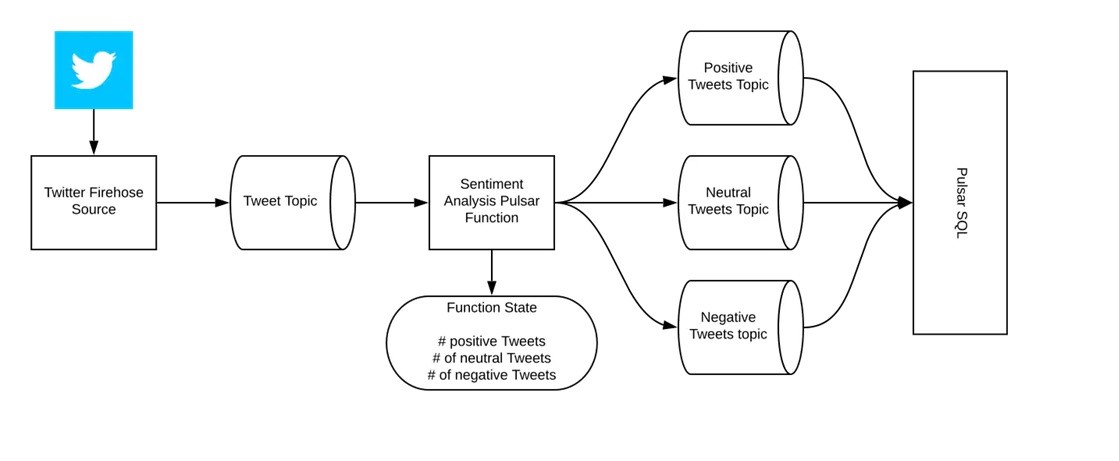 Twitter Firehose
Source
Tweet Topic
Sentiment
Analysis Pulsar
Function
Function State
# positive Tweets
# of neutral Tweets
# of negative Tweets
Positive
Tweets Topic
Neutral
Tweets Topic
Negative
Tweets topic
Pulsar SQL